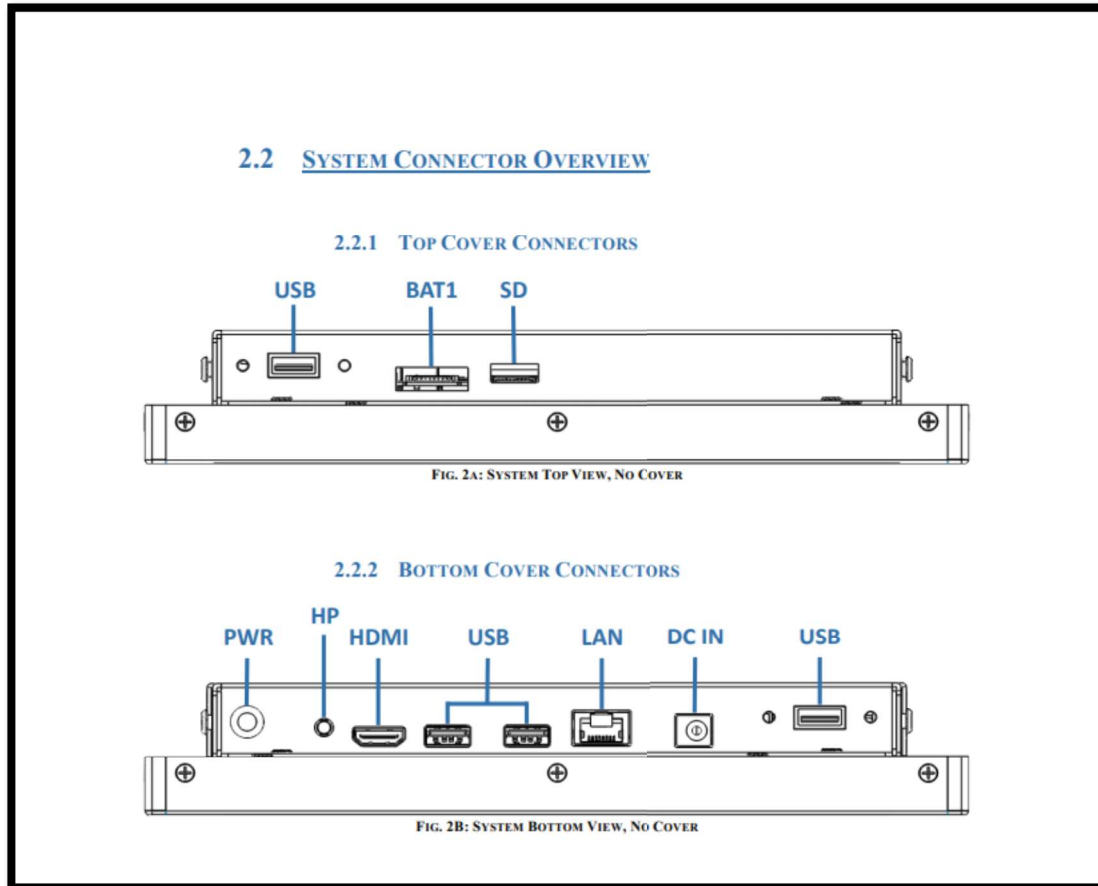 2.2 SYSTEM CONNECTOR OVERVIEW
2.2.1 TOP COVER CONNECTORS
USB BAT1 SD
FIG. 2A: SYSTEM TOP VIEW, NO COVER
2.2.2 BOTTOM COVER CONNECTORS
PWR HP HDMI USB LAN DC IN USB
FIG. 2B: SYSTEM BOTTOM VIEW, NO COVER